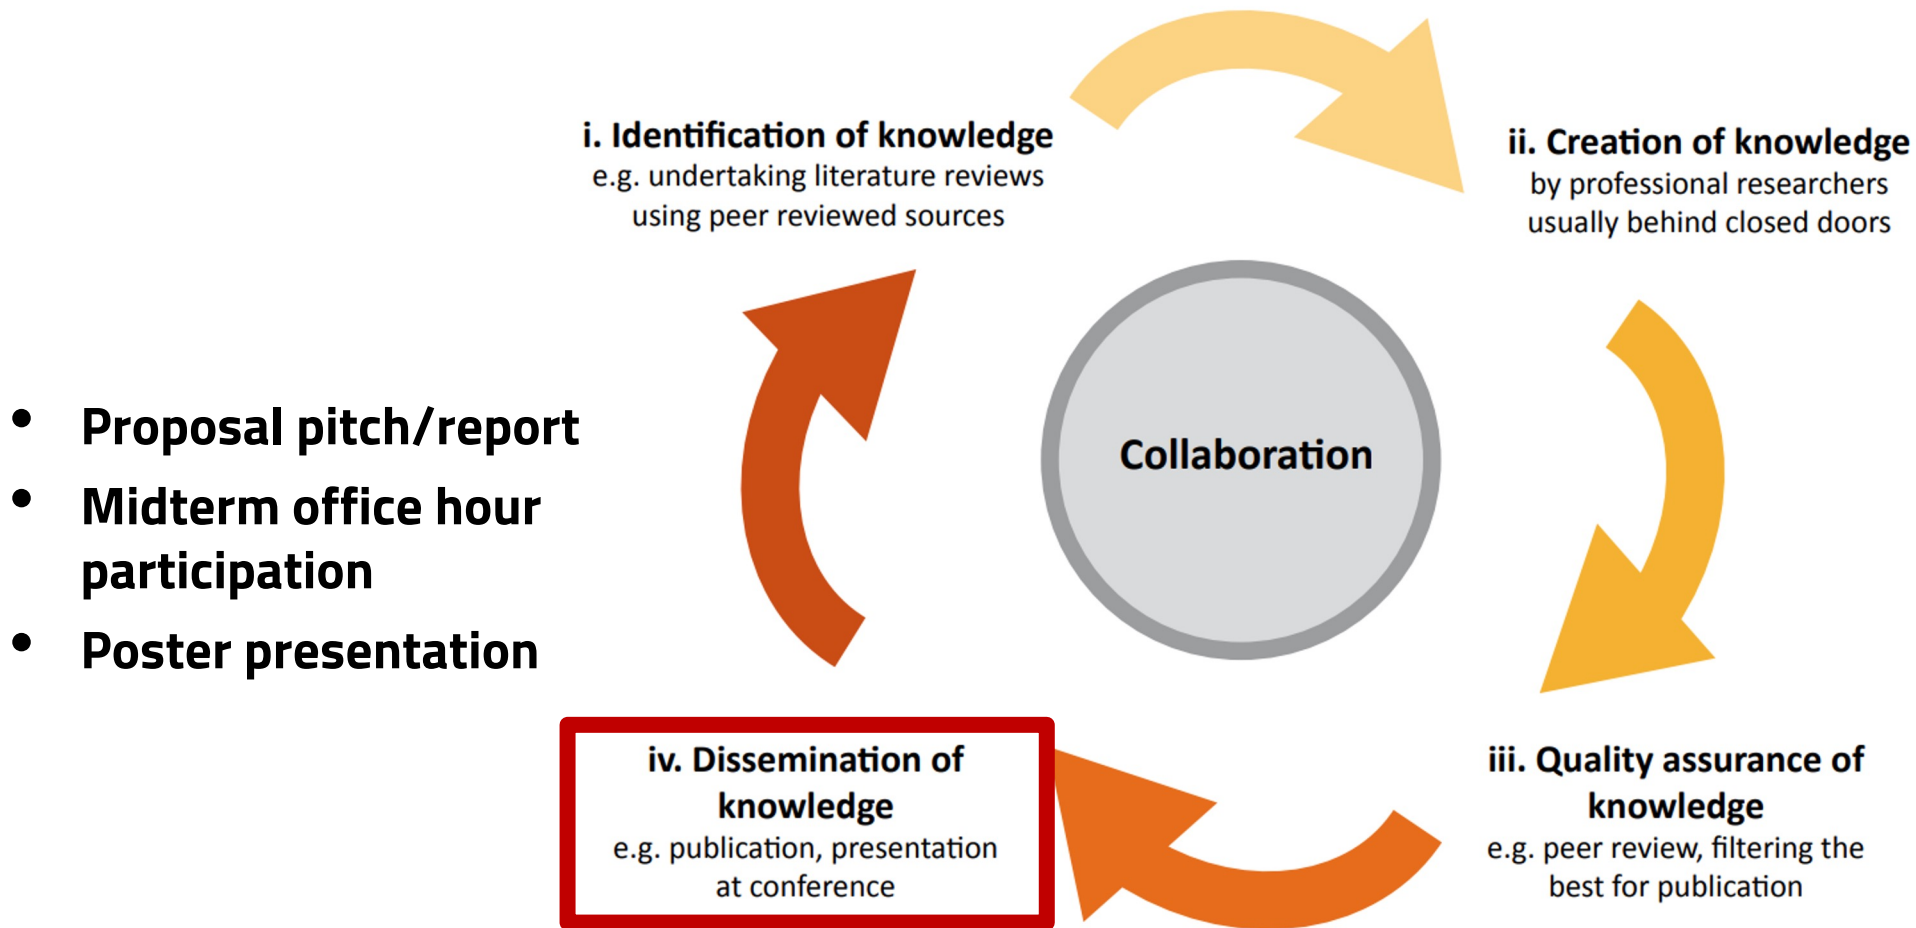 i. Identification of knowledge
e.g. undertaking literature reviews
using peer reviewed sources
ii. Creation of knowledge
by professional researchers
usually behind closed doors
• Proposal pitch/report
• Midterm office hour
participation
• Poster presentation
Collaboration
iv. Dissemination of
knowledge
e.g. publication, presentation
at conference
iii. Quality assurance of
knowledge
e.g. peer review, filtering the
best for publication